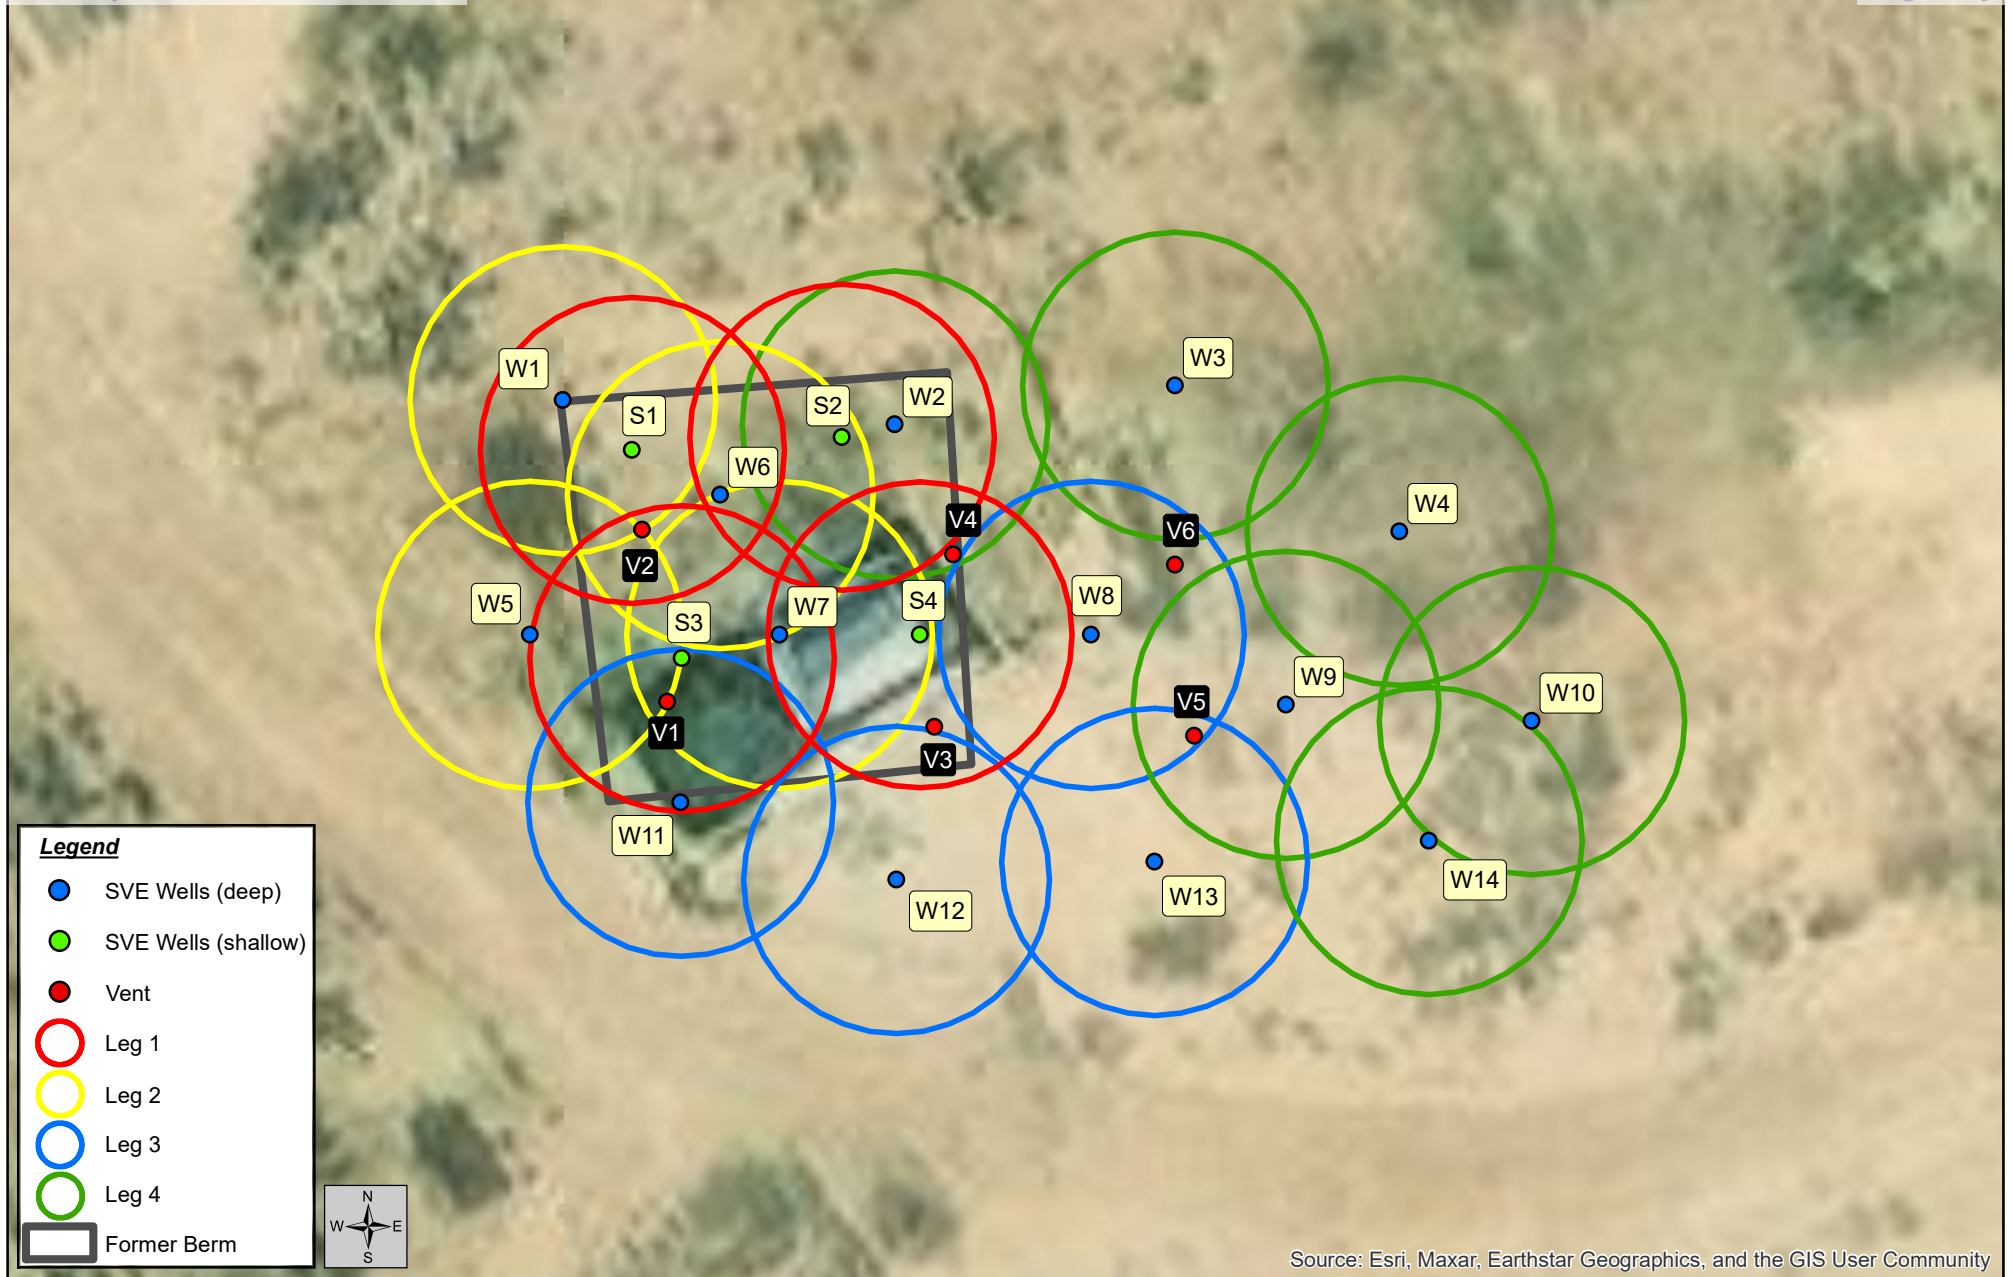 W1
W3
S1
S2
W2
W6
W4
V4
V6
V2
W5
S3
W7
S4
W8
W9
W10
V1
V5
V3
W11
W12
W13
W14
Legend
SVE Wells (deep)
SVE Wells (shallow)
Vent
Leg 1
Leg 2
Leg 3
Leg 4
Former Berm
N
W E
S
Source: Esri, Maxar, Earthstar Geographics, and the GIS User Community